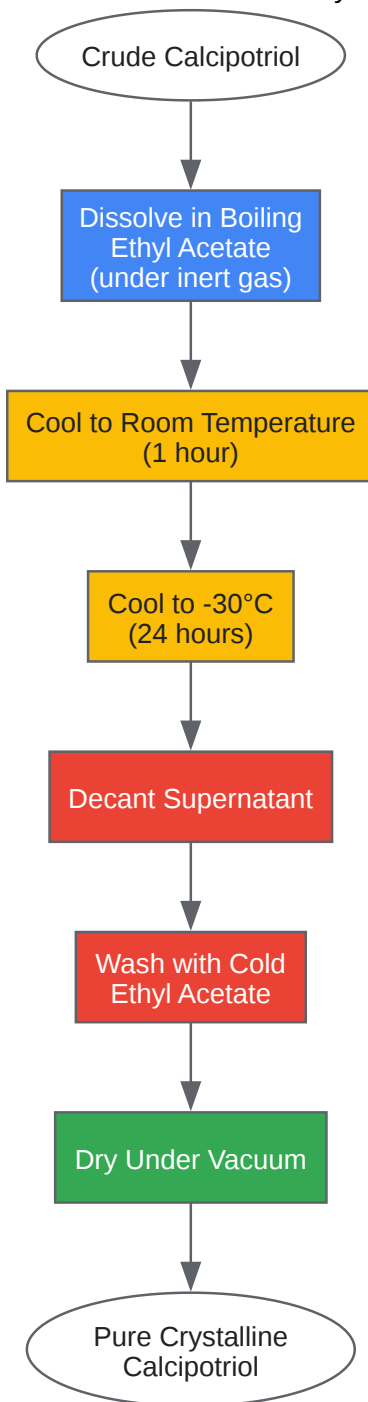 Crude Calcipotriol
Dissolve in Boiling
Ethyl Acetate
(under inert gas)
Cool to Room Temperature
(1 hour)
Cool to -30°C
(24 hours)
Decant Supernatant
Wash with Cold
Ethyl Acetate
Dry Under Vacuum
Pure Crystalline
Calcipotriol